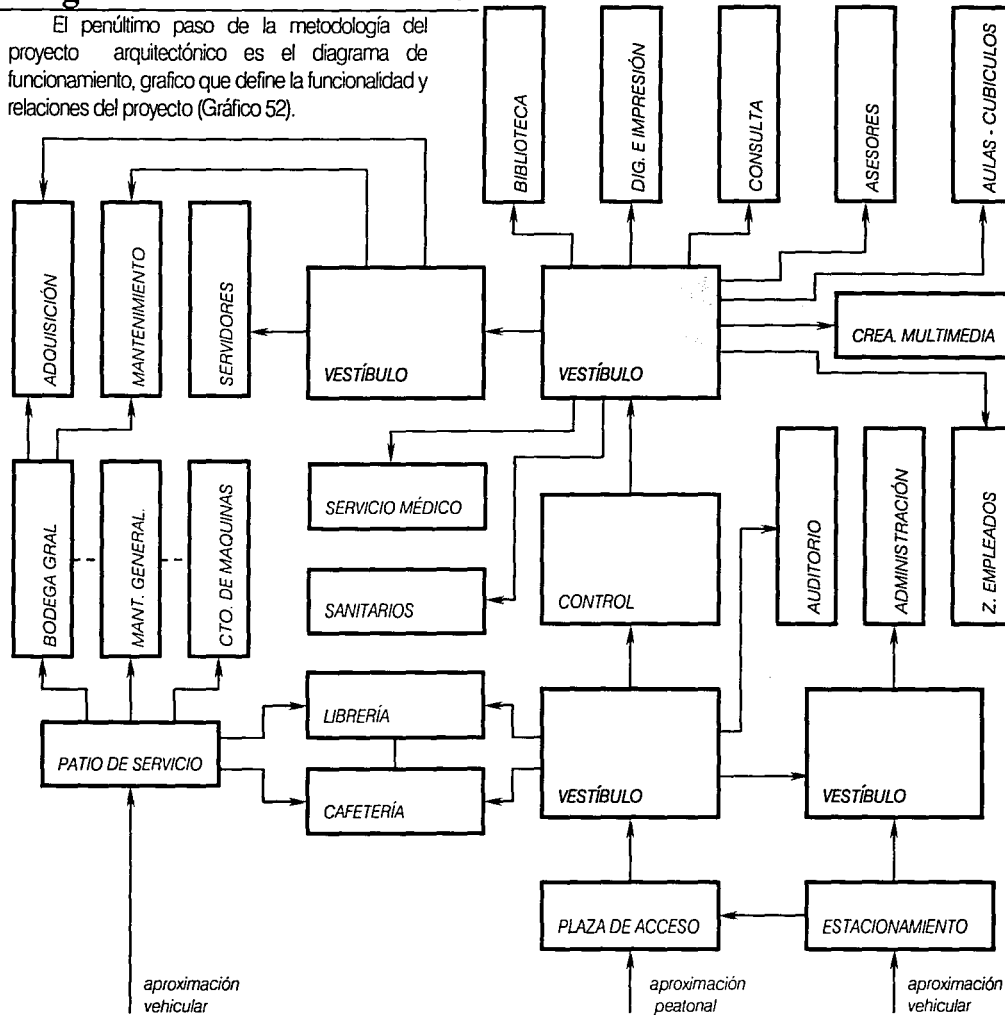 El penúltimo paso de la metodología del
proyecto arquitectónico es el diagrama de
funcionamiento, grafico que define la funcionalidad y
relaciones del proyecto (Gráfico 52).
BIBLIOTECA
DIG. E IMPRESIÓN
CONSULTA
ASESORES
AULAS - CUBICULOS
ADQUISICIÓN
MANTENIMIENTO
SERVIDORES
VESTÍBULO
VESTÍBULO
CREA. MULTIMEDIA
BODEGA GRAL
MANT. GENERAL.
CTO. DE MAQUINAS
SERVICIO MÉDICO
SANITARIOS
CONTROL
AUDITORIO
ADMINISTRACIÓN
Z. EMPLEADOS
PATIO DE SERVICIO
LIBRERÍA
CAFETERÍA
VESTÍBULO
VESTÍBULO
PLAZA DE ACCESO
ESTACIONAMIENTO
aproximación
vehicular
aproximación
peatonal
aproximación
vehicular